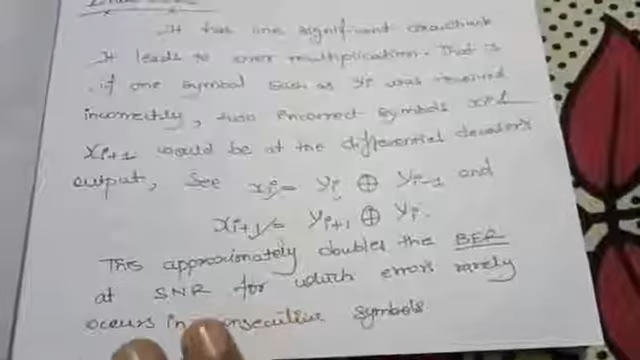 It has one significant drawback
It leads to error multiplication. That is
if one symbol such as yi was received
incorrectly, two incorrect symbols xi &
xi+1 would be at the differential decoder's
output, See xi = yi ⊕ yi-1 and
xi+1 = yi+1 ⊕ yi.
This approximately doubles the BER
at SNR for which errors rarely
occurs in consecutive symbols